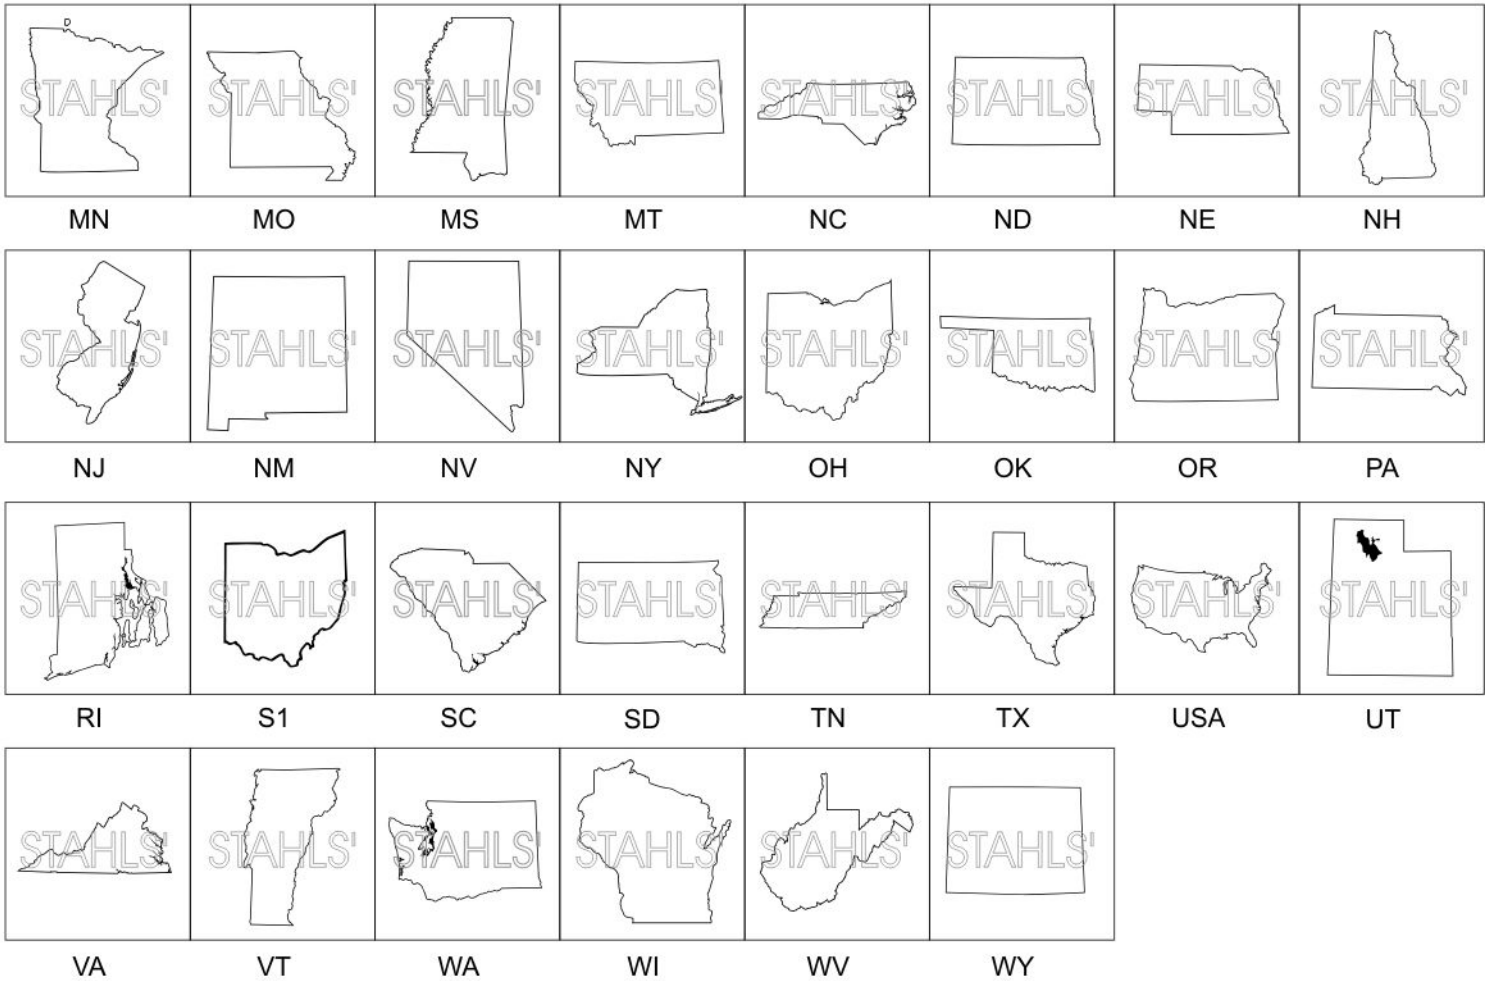 STAHLS' STAHLS' STAHLS' STAHLS' STAHLS' STAHLS' STAHLS' STAHLS'
MN MO MS MT NC ND NE NH
STAHLS' STAHLS' STAHLS' STAHLS' STAHLS' STAHLS' STAHLS' STAHLS'
NJ NM NV NY OH OK OR PA
STAHLS' STAHLS' STAHLS' STAHLS' STAHLS' STAHLS' STAHLS' STAHLS'
RI S1 SC SD TN TX USA UT
STAHLS' STAHLS' STAHLS' STAHLS' STAHLS' STAHLS'
VA VT WA WI WV WY